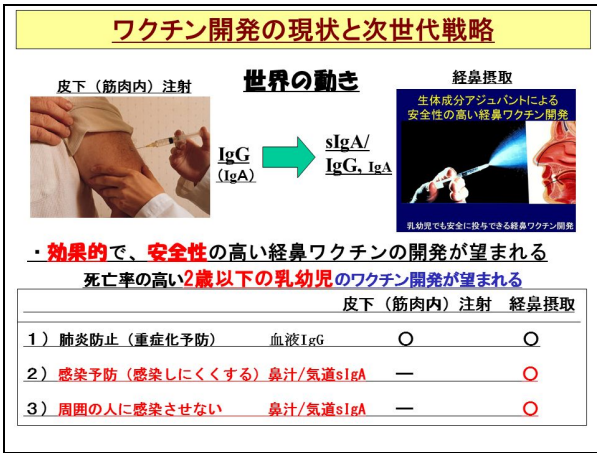 ワクチン開発の現状と次世代戦略
皮下（筋肉内）注射
世界の動き
経鼻摂取
IgG
（IgA）
sIgA/
IgG, IgA
生体成分アジュバントによる
安全性の高い経鼻ワクチン開発
乳幼児でも安全に投与できる経鼻ワクチン開発
・効果的で、安全性の高い経鼻ワクチンの開発が望まれる
死亡率の高い2歳以下の乳幼児のワクチン開発が望まれる
皮下（筋肉内）注射 経鼻摂取
1）肺炎防止（重症化予防） 血液IgG ○ ○
2）感染予防（感染しにくくする）鼻汁/気道sIgA － ○
3）周囲の人に感染させない 鼻汁/気道sIgA － ○